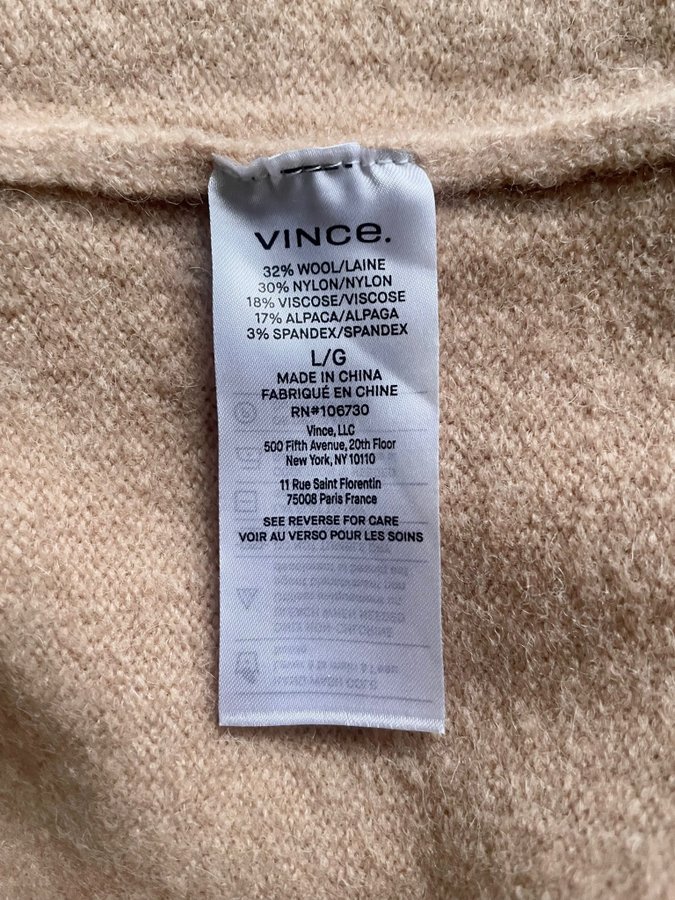 VINCE.
32% WOOL/LAINE
30% NYLON/NYLON
18% VISCOSE/VISCOSE
17% ALPACA/ALPAGA
3% SPANDEX/SPANDEX
L/G
MADE IN CHINA
FABRIQUÉ EN CHINE
RN#106730
Vince, LLC
500 Fifth Avenue, 20th Floor
New York, NY 10110
11 Rue Saint Florentin
75008 Paris France
SEE REVERSE FOR CARE
VOIR AU VERSO POUR LES SOINS